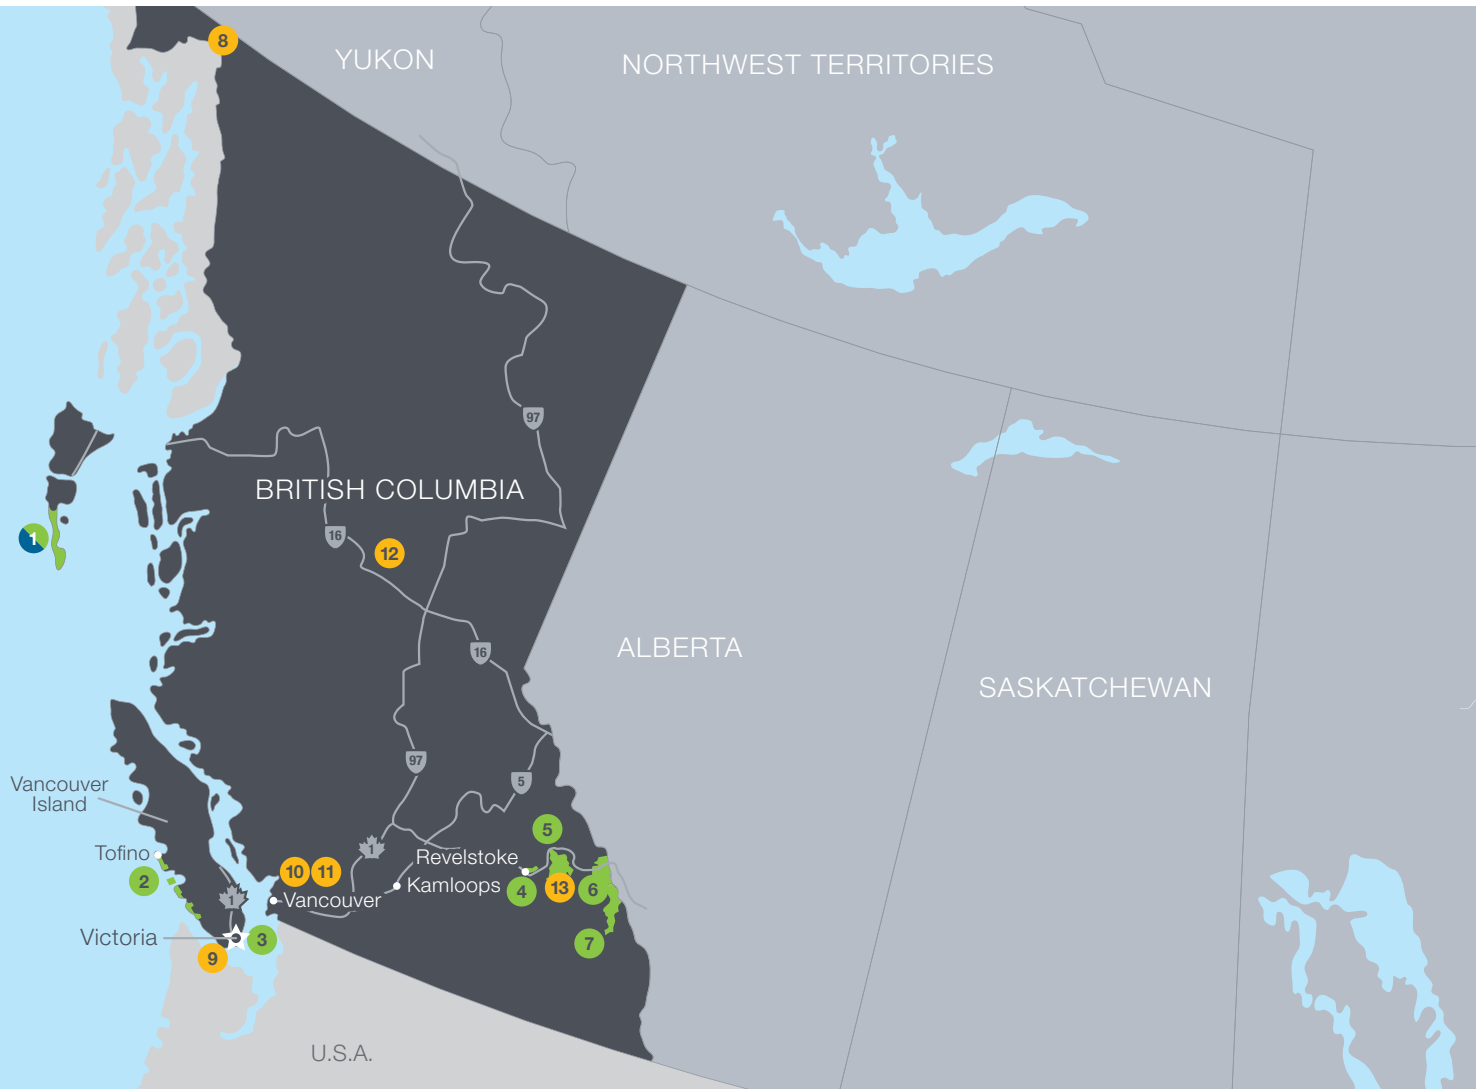 8
YUKON
NORTHWEST TERRITORIES
97
BRITISH COLUMBIA
1
16
12
16
ALBERTA
SASKATCHEWAN
97
5
Vancouver
Island
5
1
Tofino
Revelstoke
2
10
11
Kamloops
4
13
6
1
Vancouver
Victoria
3
9
7
U.S.A.